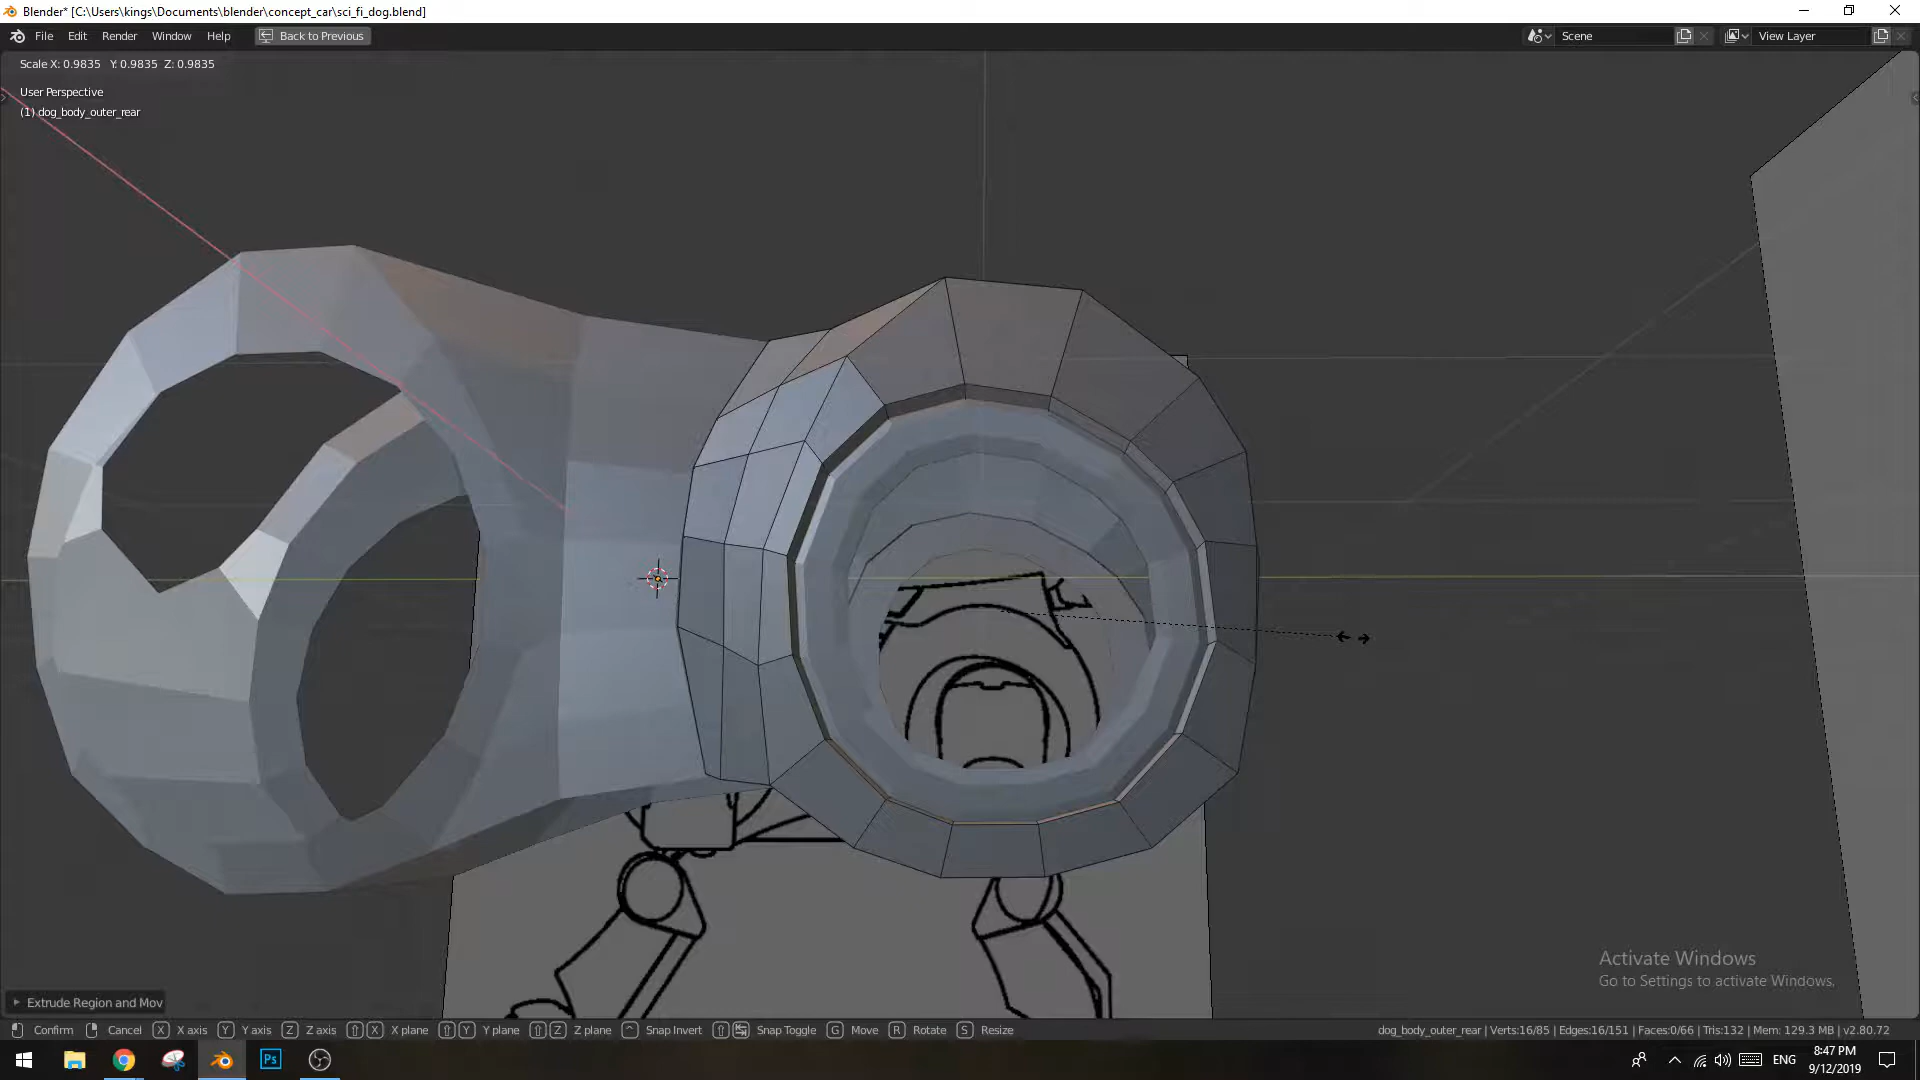 Blender* [C:\Users\kings\Documents\blender\concept_car\sci_fi_dog.blend]
File Edit Render Window Help Back to Previous Scene View Layer
Scale X: 0.9835 Y: 0.9835 Z: 0.9835
User Perspective
(1) dog_body_outer_rear
Activate Windows
Go to Settings to activate Windows.
Extrude Region and Mov
Confirm Cancel X X axis Y Y axis Z Z axis X X plane Y Y plane Z Z plane Snap Invert Snap Toggle G Move R Rotate S Resize dog_body_outer_rear | Verts:16/85 | Edges:16/151 | Faces:0/66 | Tris:132 | Mem: 129.3 MB | v2.80.72
Ps ENG 8:47 PM
9/12/2019